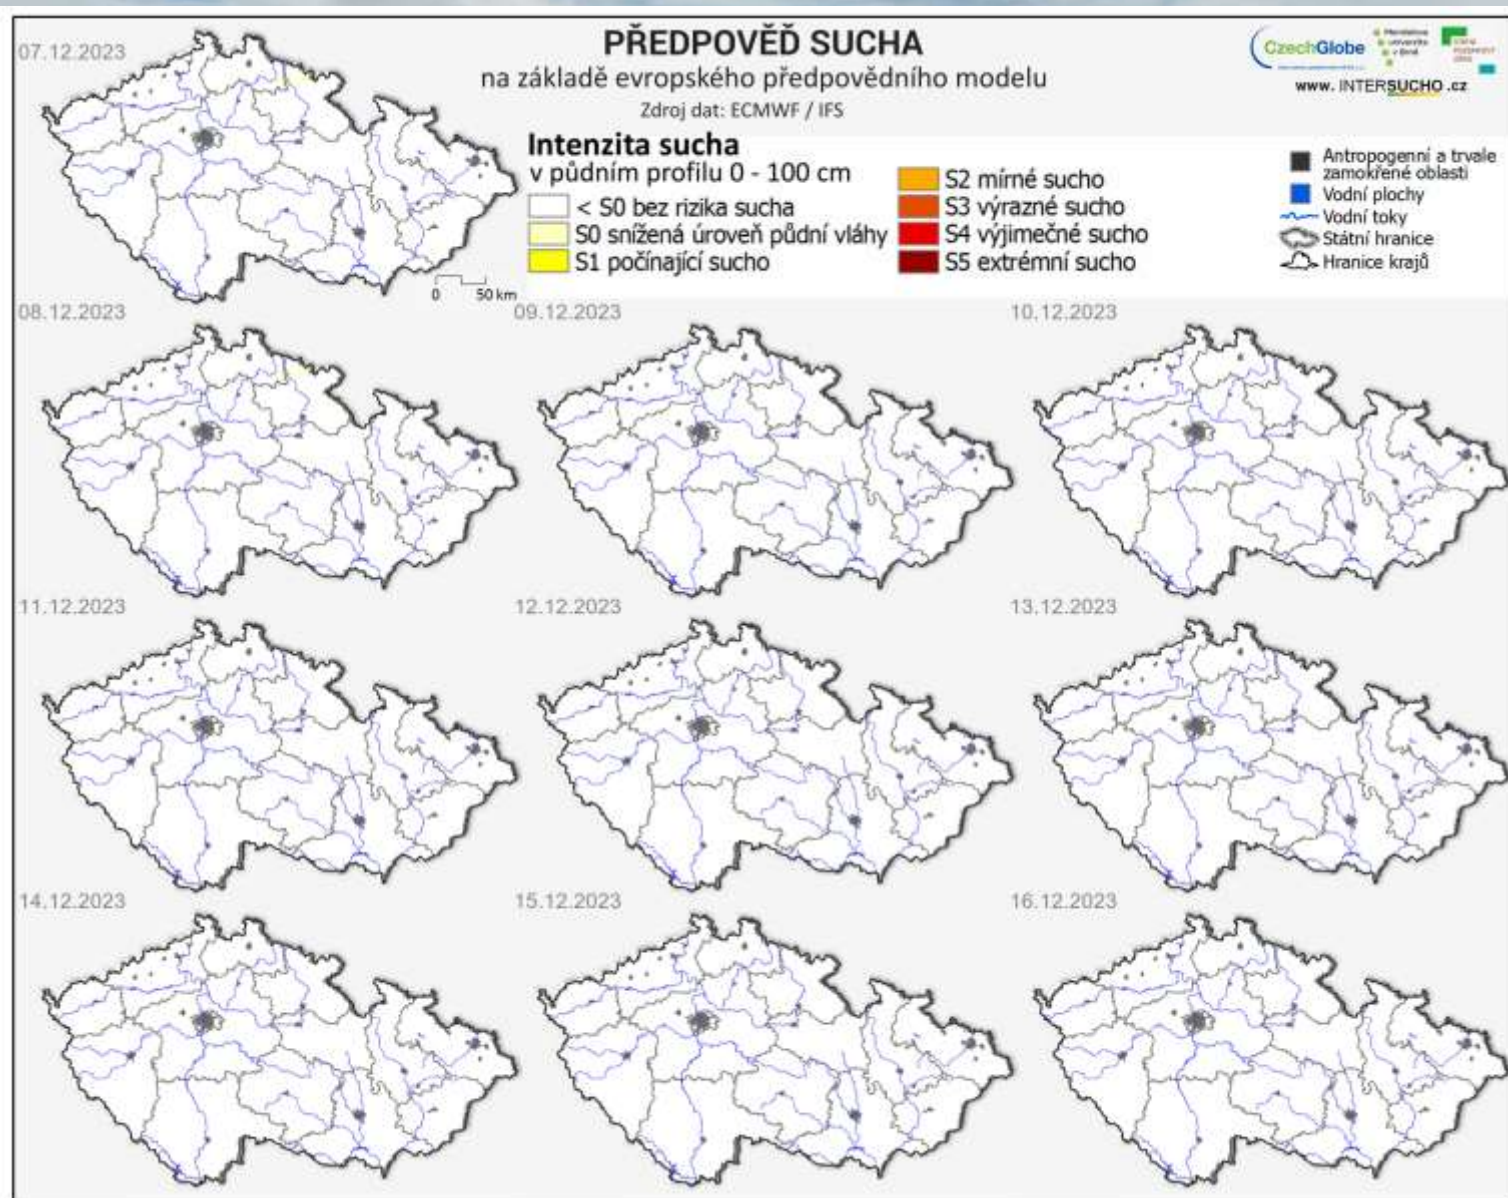 07.12.2023
PŘEDPOVĚĎ SUCHA
na základě evropského předpovědního modelu
Zdroj dat: ECMWF / IFS
CzechGlobe
Mendelova
univerzita
v Brně
www. INTERSUCHO .cz
Intenzita sucha
v půdním profilu 0 - 100 cm
< S0 bez rizika sucha
S0 snížená úroveň půdní vláhy
S1 počínající sucho
S2 mírné sucho
S3 výrazné sucho
S4 výjimečné sucho
S5 extrémní sucho
Antropogenní a trvale
zamokřené oblasti
Vodní plochy
Vodní toky
Státní hranice
Hranice krajů
0 50 km
08.12.2023
09.12.2023
10.12.2023
11.12.2023
12.12.2023
13.12.2023
14.12.2023
15.12.2023
16.12.2023